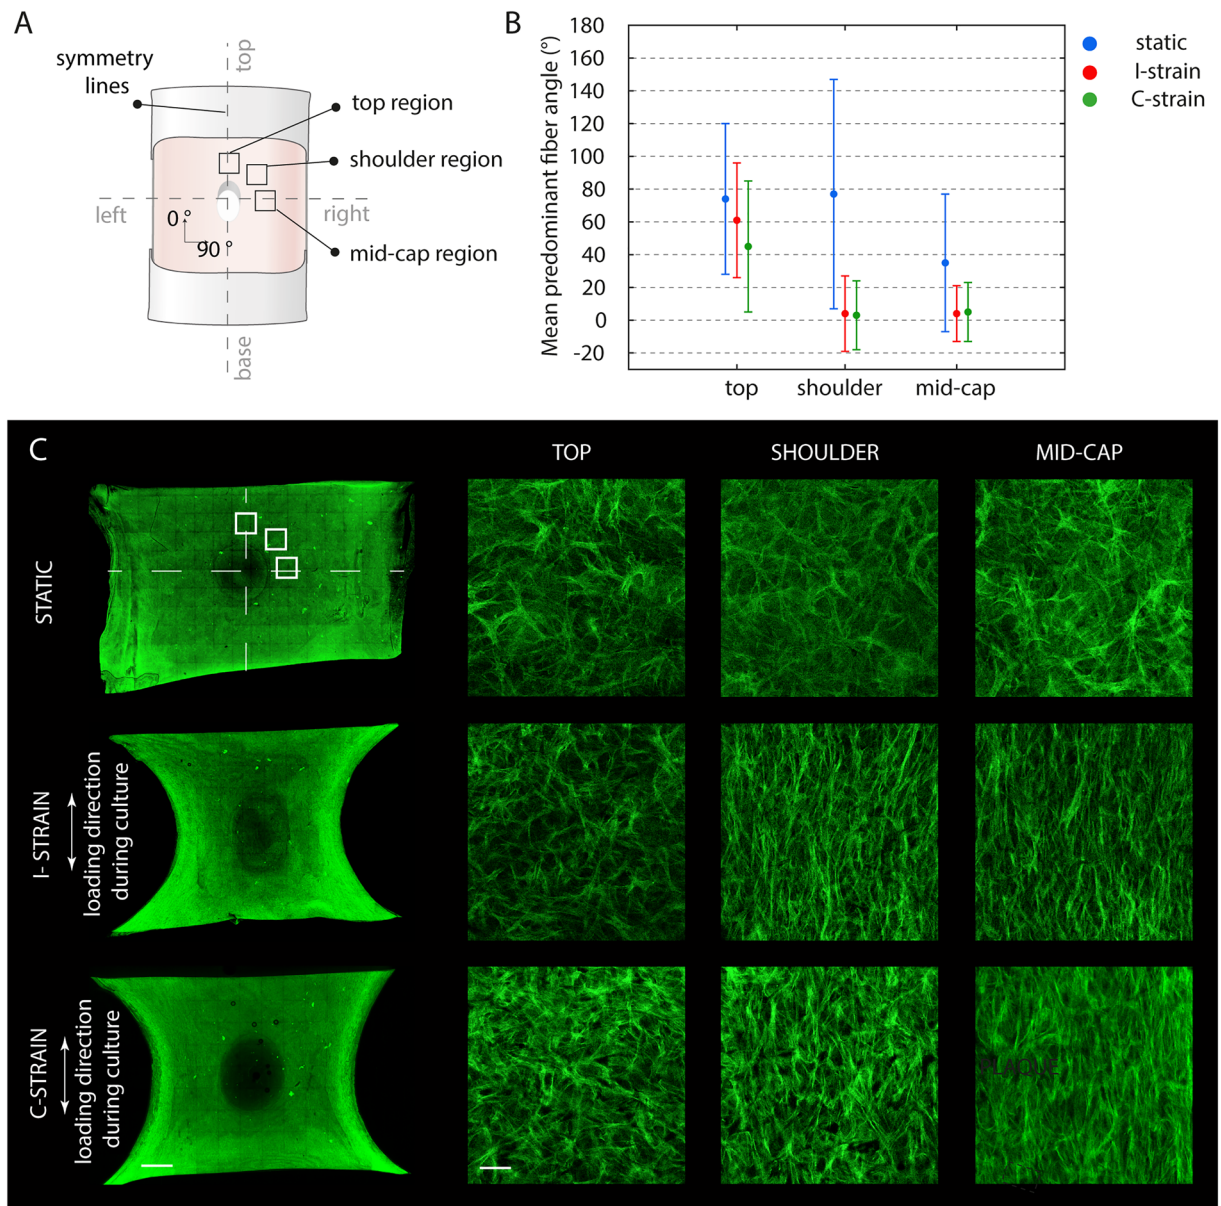 A
symmetry
lines
top
top region
shoulder region
left
right
0 °
90 °
mid-cap region
base
B
Mean predominant fiber angle (°)
180
160
140
120
100
80
60
40
20
0
-20
top
shoulder
mid-cap
static
I-strain
C-strain
C
TOP
SHOULDER
MID-CAP
STATIC
I- STRAIN
loading direction
during culture
C-STRAIN
loading direction
during culture